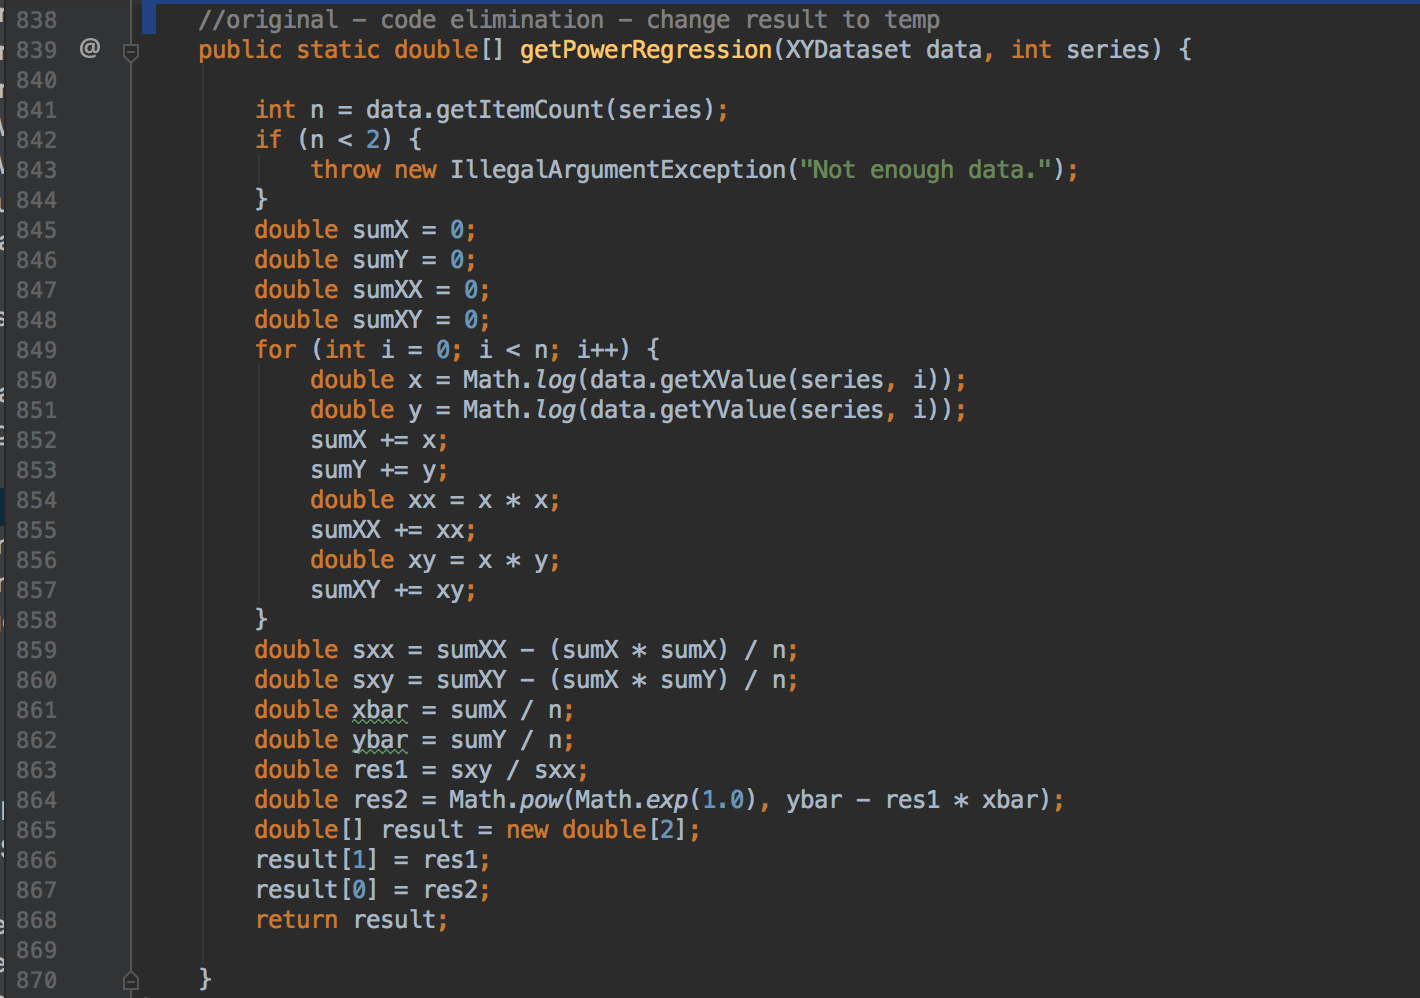 838 //original - code elimination - change result to temp
839 @ public static double[] getPowerRegression(XYDataset data, int series) {
840
841 int n = data.getItemCount(series);
842 if (n < 2) {
843 throw new IllegalArgumentException("Not enough data.");
844 }
845 double sumX = 0;
846 double sumY = 0;
847 double sumXX = 0;
848 double sumXY = 0;
849 for (int i = 0; i < n; i++) {
850 double x = Math.log(data.getXValue(series, i));
851 double y = Math.log(data.getYValue(series, i));
852 sumX += x;
853 sumY += y;
854 double xx = x * x;
855 sumXX += xx;
856 double xy = x * y;
857 sumXY += xy;
858 }
859 double sxx = sumXX - (sumX * sumX) / n;
860 double sxy = sumXY - (sumX * sumY) / n;
861 double xbar = sumX / n;
862 double ybar = sumY / n;
863 double res1 = sxy / sxx;
864 double res2 = Math.pow(Math.exp(1.0), ybar - res1 * xbar);
865 double[] result = new double[2];
866 result[1] = res1;
867 result[0] = res2;
868 return result;
869
870 }